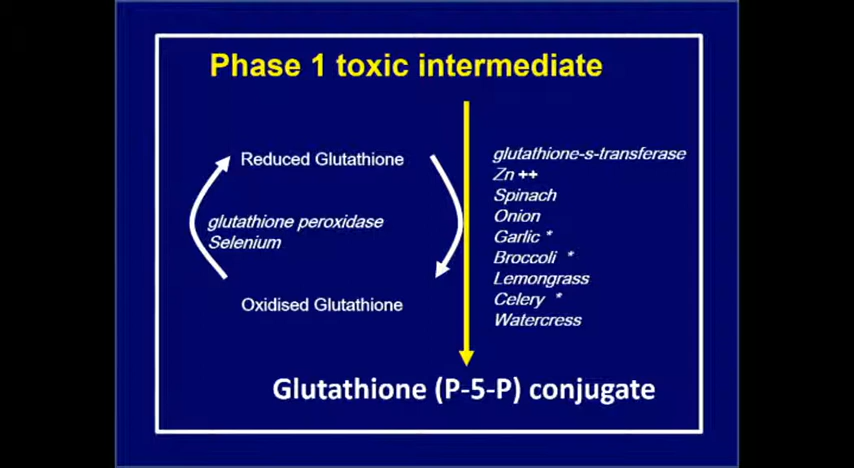 Phase 1 toxic intermediate
Reduced Glutathione
glutathione peroxidase
Selenium
Oxidised Glutathione
glutathione-s-transferase
Zn ++
Spinach
Onion
Garlic *
Broccoli *
Lemongrass
Celery *
Watercress
Glutathione (P-5-P) conjugate